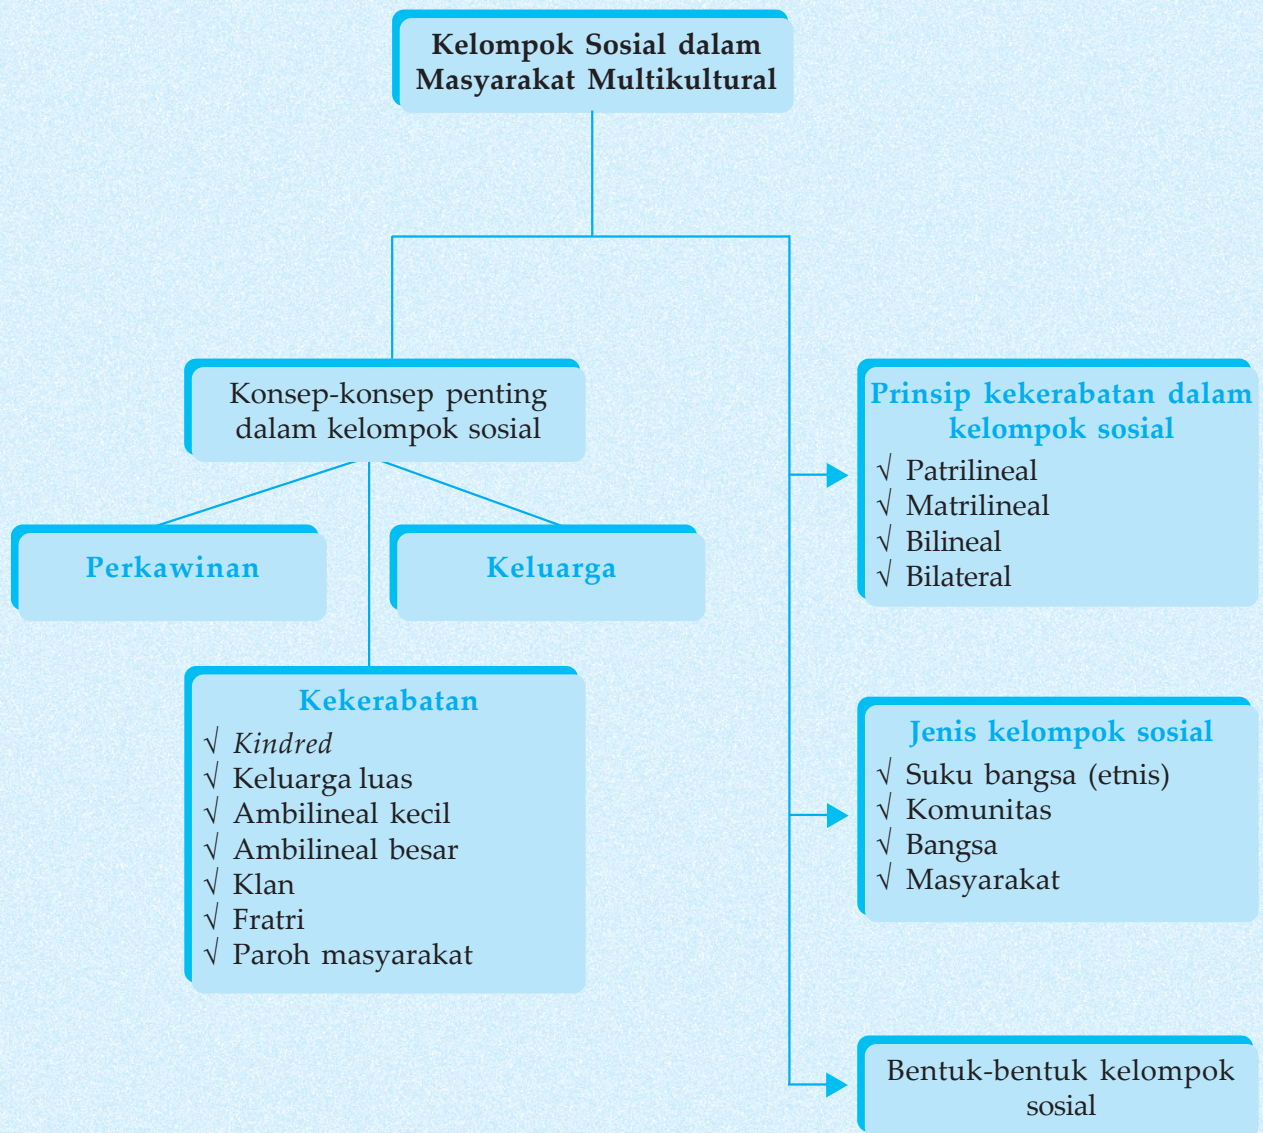 Kelompok Sosial dalam
Masyarakat Multikultural
Konsep-konsep penting
dalam kelompok sosial
Perkawinan
Keluarga
Kekerabatan
√ Kindred
√ Keluarga luas
√ Ambilineal kecil
√ Ambilineal besar
√ Klan
√ Fratri
√ Paroh masyarakat
Prinsip kekerabatan dalam
kelompok sosial
√ Patrilineal
√ Matrilineal
√ Bilineal
√ Bilateral
Jenis kelompok sosial
√ Suku bangsa (etnis)
√ Komunitas
√ Bangsa
√ Masyarakat
Bentuk-bentuk kelompok
sosial